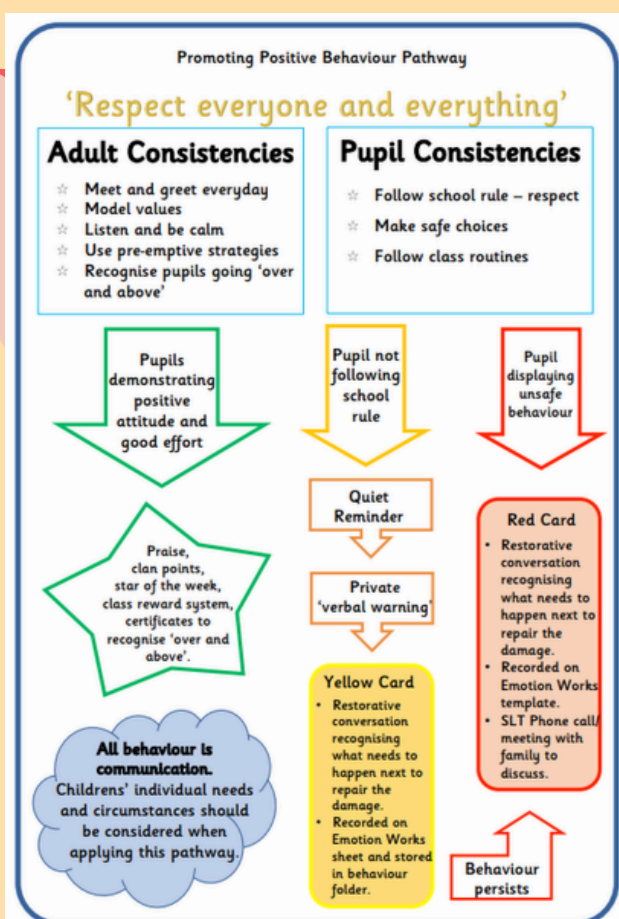 Promoting Positive Behaviour Pathway
'Respect everyone and everything'
Adult Consistencies
Meet and greet everyday
Model values
Listen and be calm
Use pre-emptive strategies
Recognise pupils going 'over
and above'
Pupil Consistencies
Follow school rule – respect
Make safe choices
Follow class routines
Pupils
demonstrating
positive
attitude and
good effort
Praise,
clan points,
star of the week,
class reward system,
certificates to
recognise 'over and
above'.
All behaviour is
communication.
Childrens' individual needs
and circumstances should
be considered when
applying this pathway.
Pupil not
following
school
rule
Quiet
Reminder
Private
'verbal warning'
Yellow Card
• Restorative
conversation
recognising
what needs to
happen next to
repair the
damage.
• Recorded on
Emotion Works
sheet and stored
in behaviour
folder.
Pupil
displaying
unsafe
behaviour
Red Card
• Restorative
conversation
recognising
what needs to
happen next to
repair the
damage.
• Recorded on
Emotion Works
template.
• SLT Phone call/
meeting with
family to
discuss.
Behaviour
persists